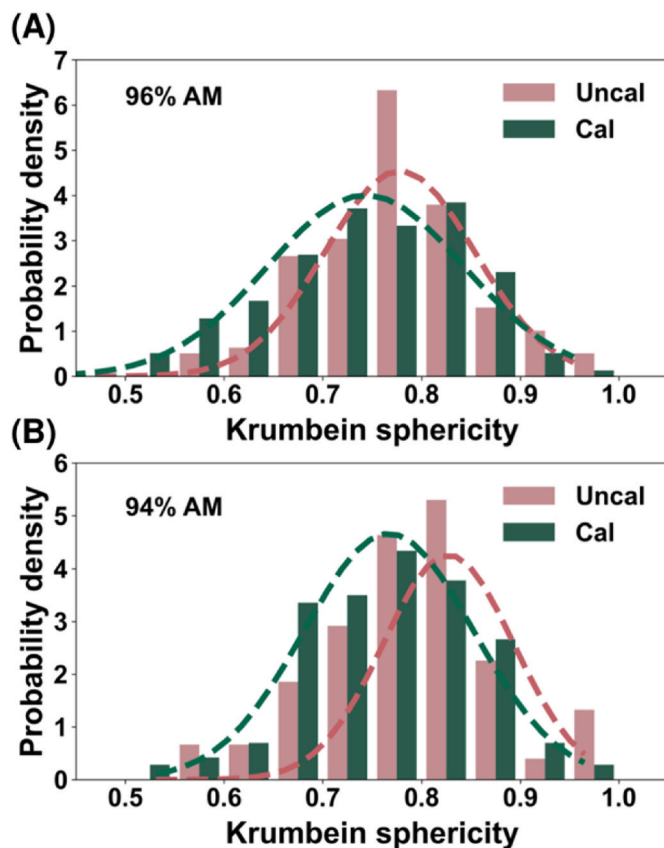 (A)
7
6
5
4
3
2
1
0
Probability density
96% AM
Uncal
Cal
0.5 0.6 0.7 0.8 0.9 1.0
Krumbein sphericity
(B)
6
5
4
3
2
1
0
Probability density
94% AM
Uncal
Cal
0.5 0.6 0.7 0.8 0.9 1.0
Krumbein sphericity